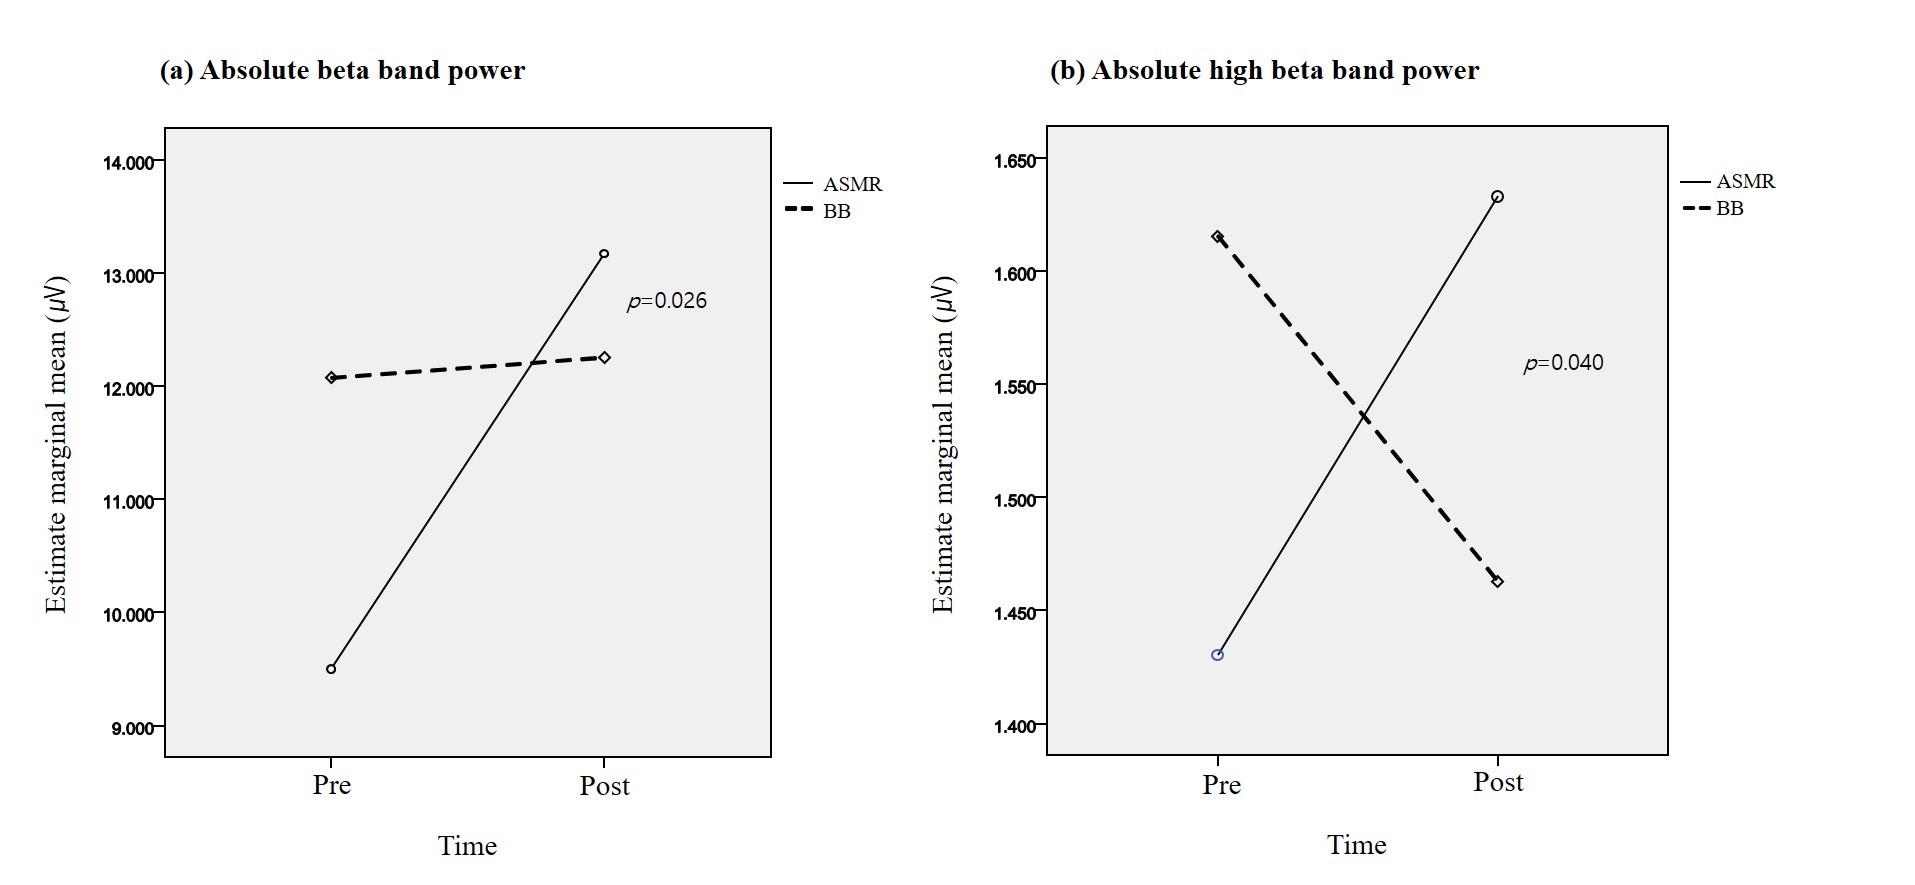 (a) Absolute beta band power
14.000
13.000
12.000
11.000
10.000
9.000
Estimate marginal mean (㎶)
ASMR
BB
p=0.026
Pre
Post
Time
(b) Absolute high beta band power
1.650
1.600
1.550
1.500
1.450
1.400
Estimate marginal mean (㎶)
ASMR
BB
p=0.040
Pre
Post
Time